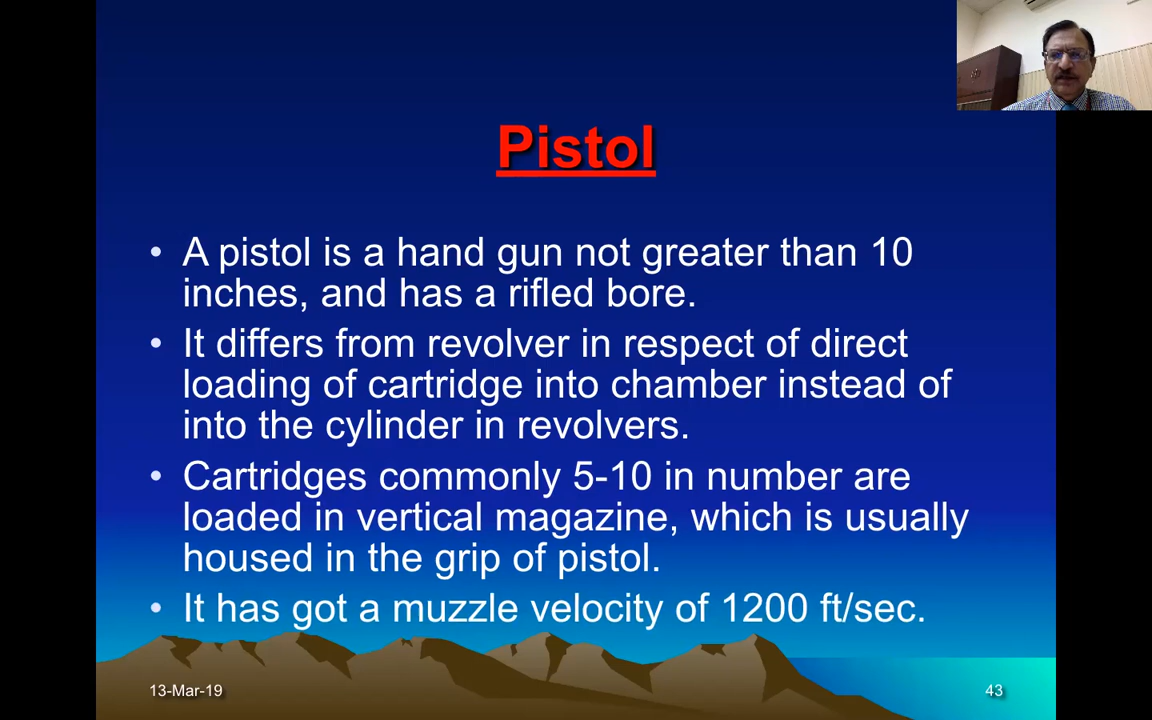 Pistol
• A pistol is a hand gun not greater than 10
inches, and has a rifled bore.
• It differs from revolver in respect of direct
loading of cartridge into chamber instead of
into the cylinder in revolvers.
• Cartridges commonly 5-10 in number are
loaded in vertical magazine, which is usually
housed in the grip of pistol.
• It has got a muzzle velocity of 1200 ft/sec.
13-Mar-19
43